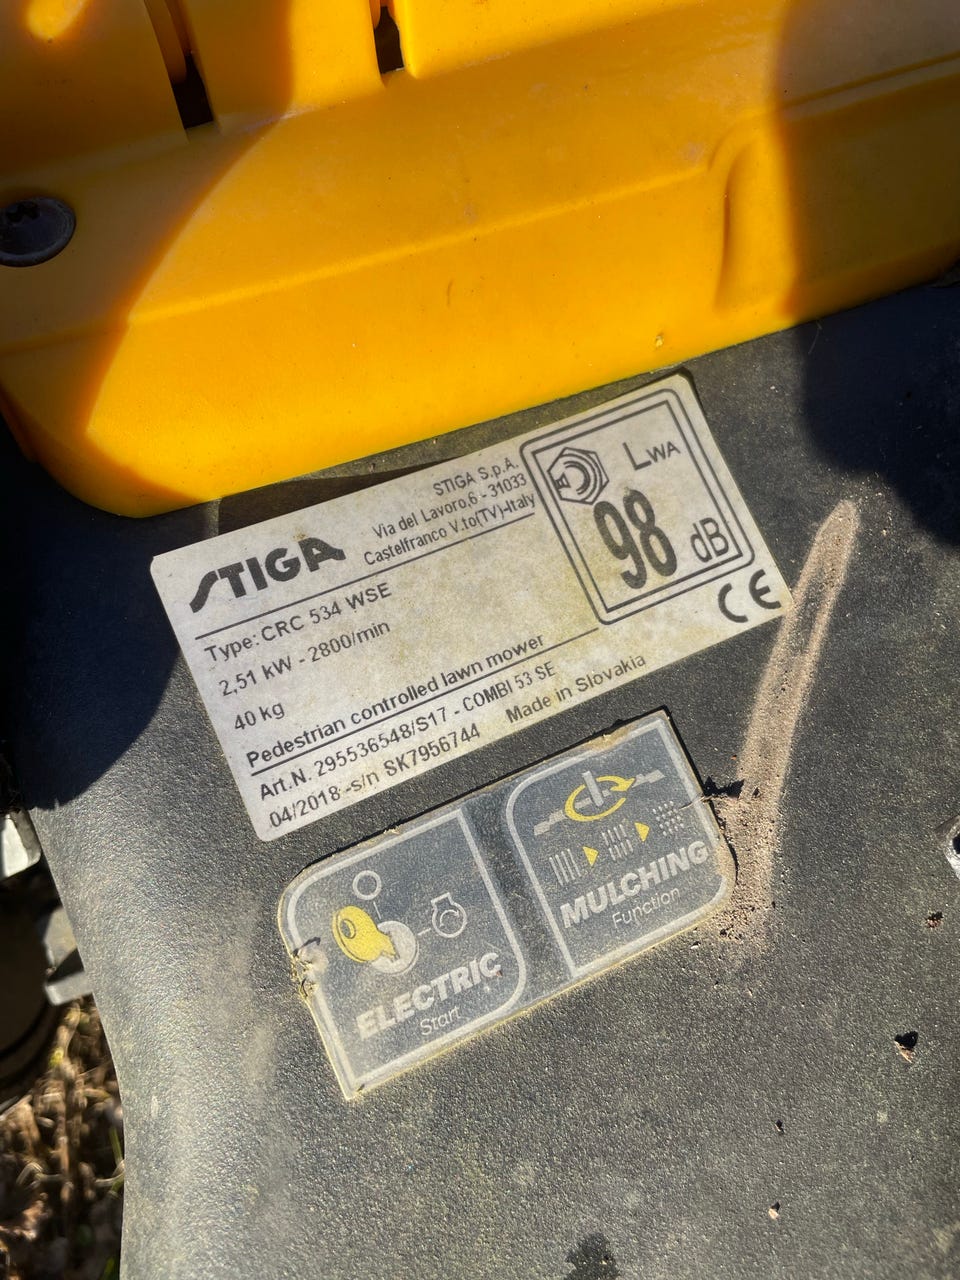 STIGA
STIGA S.p.A.
Via del Lavoro,6 - 31033
Castelfranco V.to(TV)-Italy
LWA
98 dB
CE
Type: CRC 534 WSE
2,51 kW - 2800/min
40 kg
Pedestrian controlled lawn mower
Art.N. 295536548/S17 - COMBI 53 SE
04/2018 -s/n SK7956744 Made in Slovakia
ELECTRIC
Start
MULCHING
Function